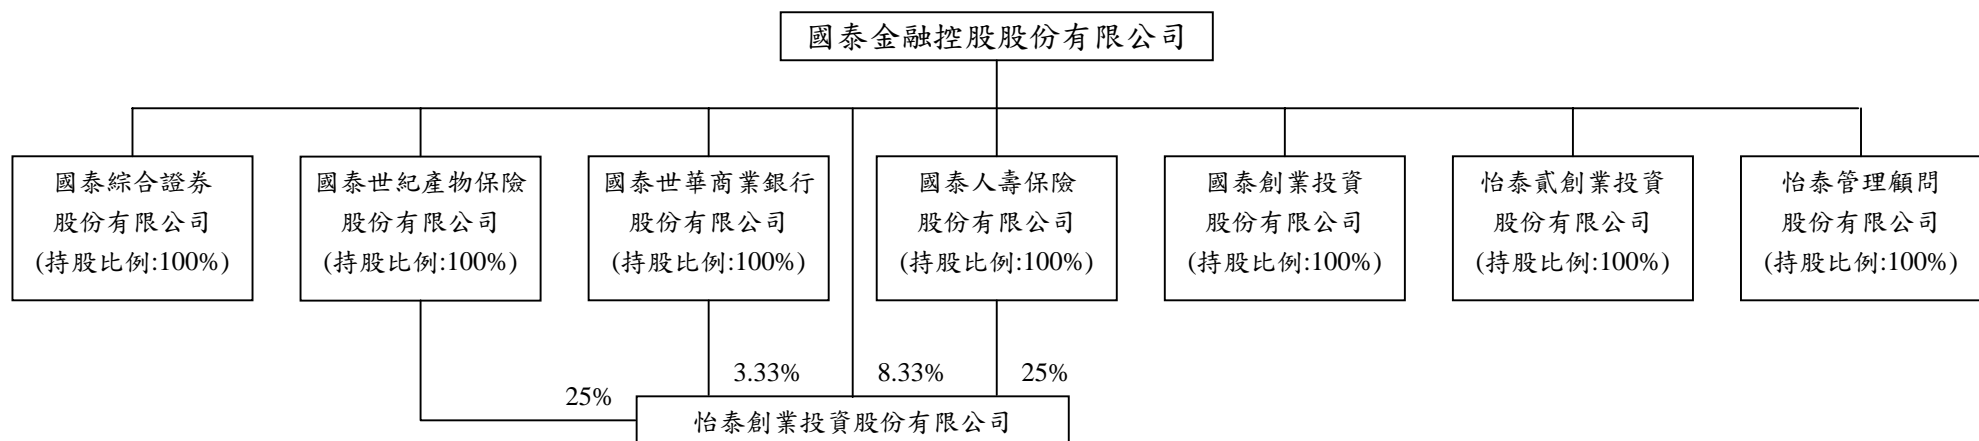 國泰金融控股股份有限公司
國泰綜合證券
股份有限公司
(持股比例:100%)
國泰世紀產物保險
股份有限公司
(持股比例:100%)
國泰世華商業銀行
股份有限公司
(持股比例:100%)
國泰人壽保險
股份有限公司
(持股比例:100%)
國泰創業投資
股份有限公司
(持股比例:100%)
怡泰貳創業投資
股份有限公司
(持股比例:100%)
怡泰管理顧問
股份有限公司
(持股比例:100%)
25%
3.33%
8.33%
25%
怡泰創業投資股份有限公司